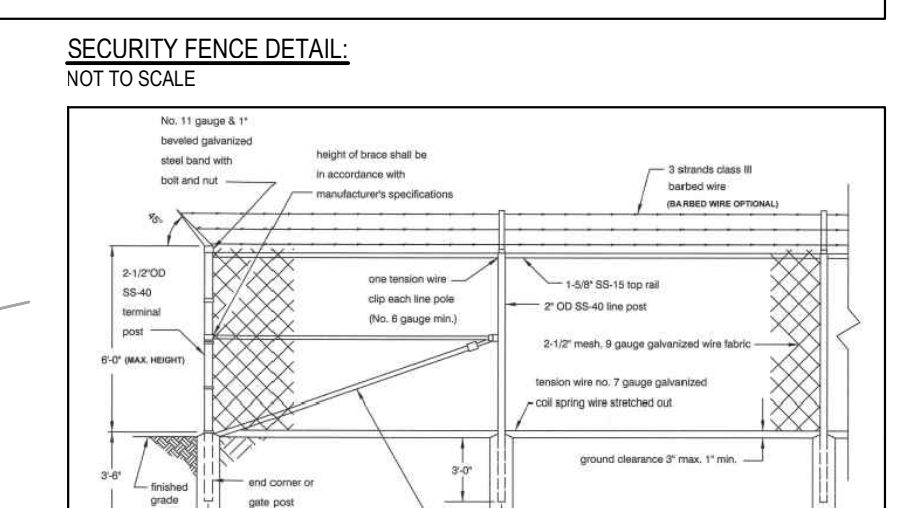 SECURITY FENCE DETAIL:
NOT TO SCALE
No. 11 gauge & 1"
beveled galvanized
steel band with
bolt and nut
height of brace shall be
in accordance with
manufacturer's specifications
3 strands class III
barbed wire
(BARBED WIRE OPTIONAL)
45°
2-1/2"OD
SS-40
terminal
post
6'-0" (MAX. HEIGHT)
one tension wire
clip each line pole
(No. 6 gauge min.)
1-5/8" SS-15 top rail
2" OD SS-40 line post
2-1/2" mesh, 9 gauge galvanized wire fabric
tension wire no. 7 gauge galvanized
coil spring wire stretched out
ground clearance 3" max. 1" min.
3'-6"
finished
grade
end corner or
gate post
3'-0"